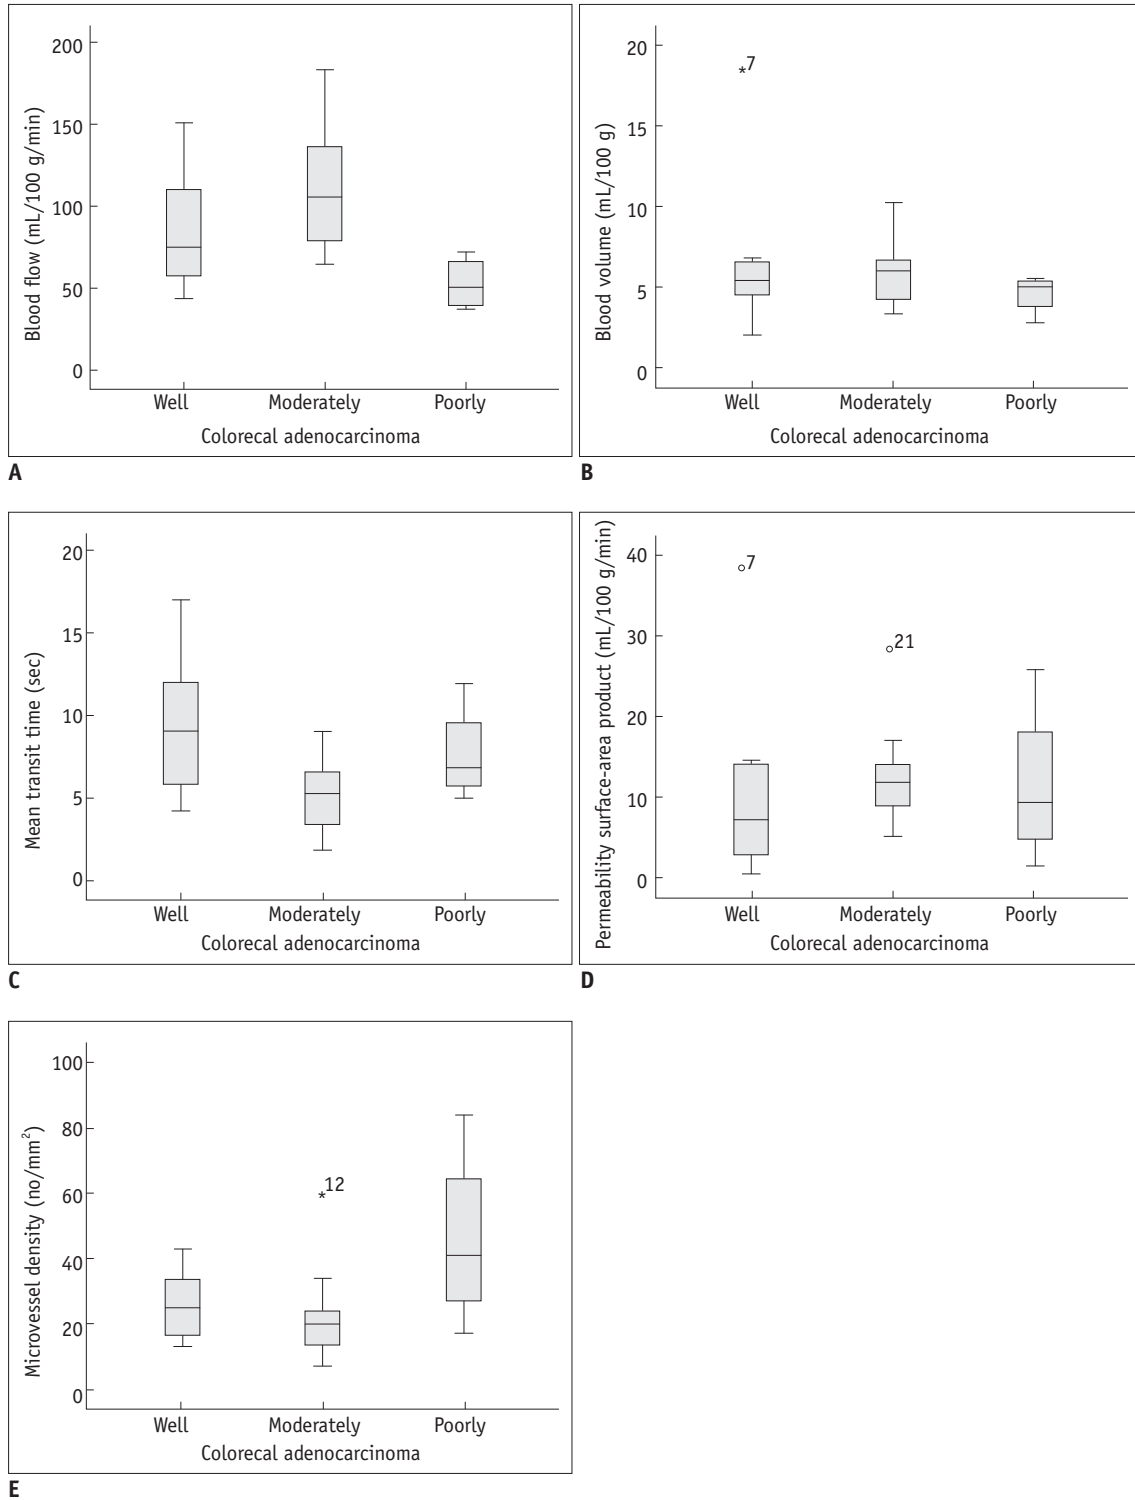 Blood flow (mL/100 g/min)
200
150
100
50
0
Well Moderately Poorly
Colorecal adenocarcinoma
A
Blood volume (mL/100 g)
20
15
10
5
0
*7
Well Moderately Poorly
Colorecal adenocarcinoma
B
Mean transit time (sec)
20
15
10
5
0
Well Moderately Poorly
Colorecal adenocarcinoma
C
Permeability surface-area product (mL/100 g/min)
40
30
20
10
0
7
21
Well Moderately Poorly
Colorecal adenocarcinoma
D
Microvessel density (no/mm²)
100
80
60
40
20
0
*12
Well Moderately Poorly
Colorecal adenocarcinoma
E